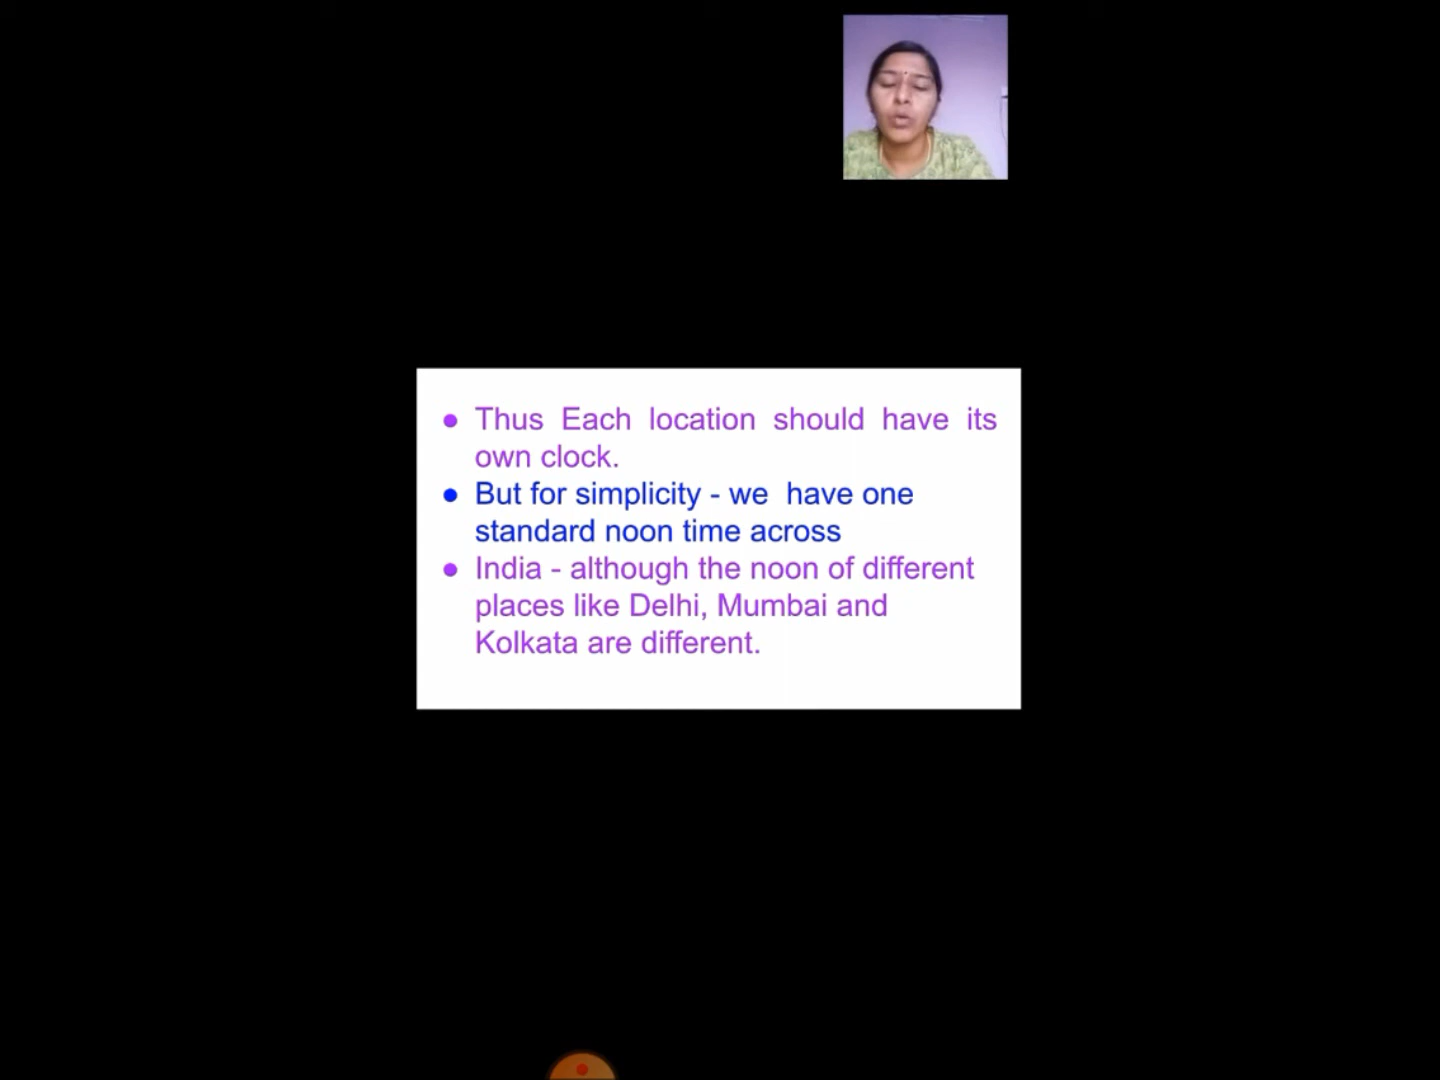 ● Thus Each location should have its
own clock.
● But for simplicity - we have one
standard noon time across
● India - although the noon of different
places like Delhi, Mumbai and
Kolkata are different.